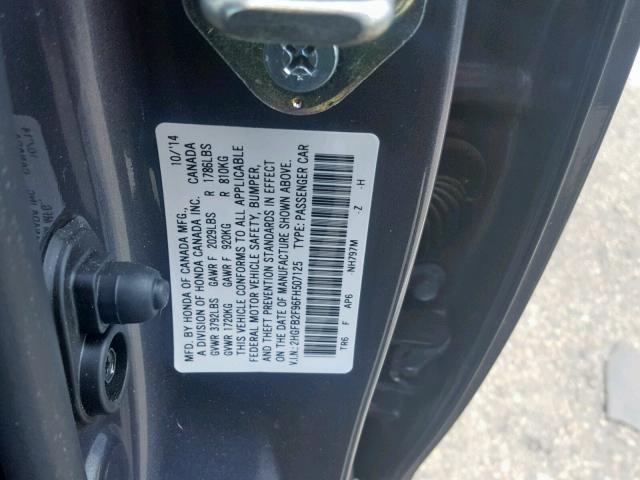 MFD. BY HONDA OF CANADA MFG., 10/'14
A DIVISION OF HONDA CANADA INC. CANADA
GVWR 3792LBS GAWR F 2029LBS R 1786LBS
GVWR 1720KG GAWR F 920KG R 810KG
THIS VEHICLE CONFORMS TO ALL APPLICABLE
FEDERAL MOTOR VEHICLE SAFETY, BUMPER,
AND THEFT PREVENTION STANDARDS IN EFFECT
ON THE DATE OF MANUFACTURE SHOWN ABOVE.
V.I.N.: 2HGFB2F96FH507125 TYPE: PASSENGER CAR
TR6 F AP6 NH797M -Z -H